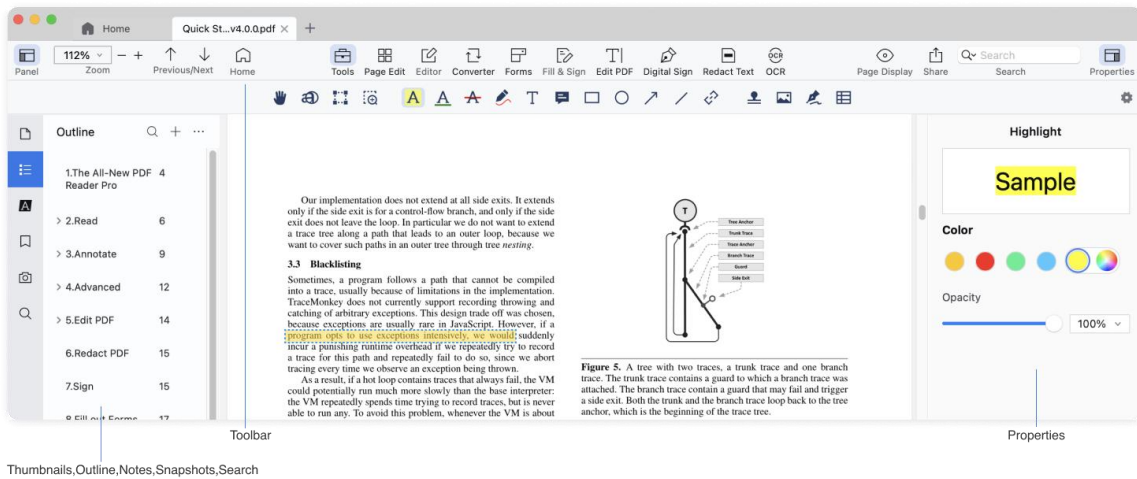 Home
Quick St...v4.0.0.pdf
112%
Panel
Zoom
Previous/Next
Home
Tools
Page Edit
Editor
Converter
Forms
Fill & Sign
Edit PDF
Digital Sign
Redact Text
OCR
OCR
Page Display
Share
Search
Search
Properties
Outline
1.The All-New PDF 4
Reader Pro
2.Read 6
3.Annotate 9
4.Advanced 12
5.Edit PDF 14
6.Redact PDF 15
7.Sign 15
8.Fill out Forms 17
Our implementation does not extend at all side exits. It extends
only if the side exit is for a control-flow branch, and only if the side
exit does not leave the loop. In particular we do not want to extend
a trace tree along a path that leads to an outer loop, because we
want to cover such paths in an outer tree through tree nesting.
3.3 Blacklisting
Sometimes, a program follows a path that cannot be compiled
into a trace, usually because of limitations in the implementation.
TraceMonkey does not currently support recording throwing and
catching of arbitrary exceptions. This design trade off was chosen,
because exceptions are usually rare in JavaScript. However, if a
program opts to use exceptions intensively, we would suddenly
incur a punishing runtime overhead if we repeatedly try to record
a trace for this path and repeatedly fail to do so, since we abort
tracing every time we observe an exception being thrown.
As a result, if a hot loop contains traces that always fail, the VM
could potentially run much more slowly than the base interpreter:
the VM repeatedly spends time trying to record traces, but is never
able to run any. To avoid this problem, whenever the VM is about
T
Tree Anchor
Trunk Trace
Trace Anchor
Branch Trace
Guard
Side Exit
Figure 5. A tree with two traces, a trunk trace and one branch
trace. The trunk trace contains a guard to which a branch trace was
attached. The branch trace contain a guard that may fail and trigger
a side exit. Both the trunk and the branch trace loop back to the tree
anchor, which is the beginning of the trace tree.
Highlight
Sample
Color
Opacity
100%
Toolbar
Properties
Thumbnails,Outline,Notes,Snapshots,Search